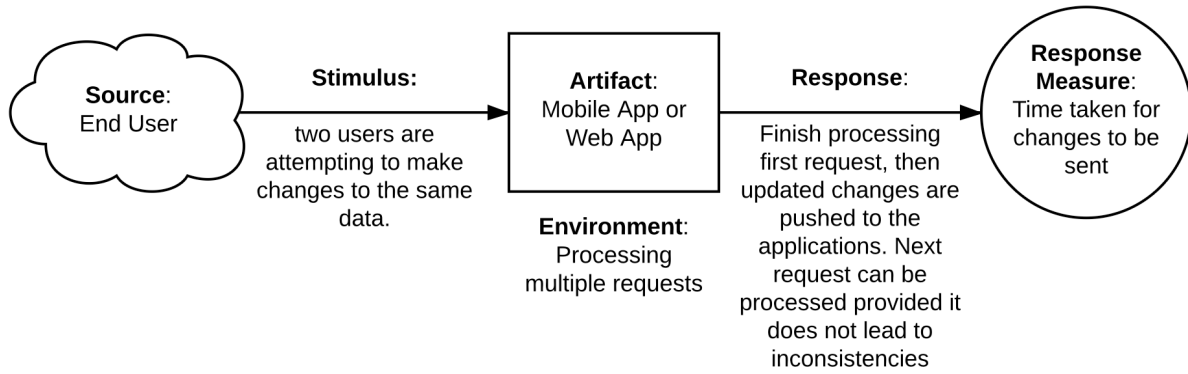 Source:
End User
Stimulus:
two users are
attempting to make
changes to the same
data.
Artifact:
Mobile App or
Web App
Environment:
Processing
multiple requests
Response:
Finish processing
first request, then
updated changes are
pushed to the
applications. Next
request can be
processed provided it
does not lead to
inconsistencies
Response
Measure:
Time taken for
changes to be
sent